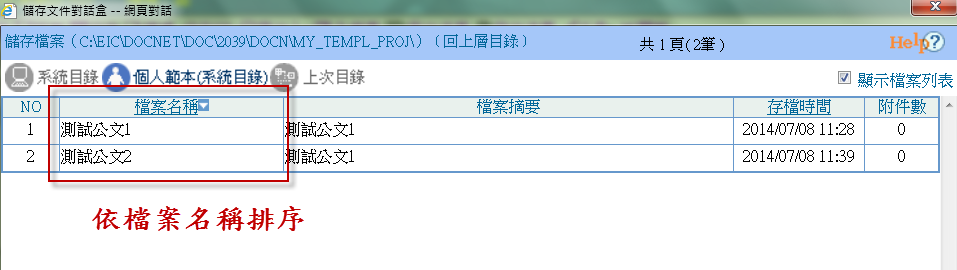 儲存文件對話盒 -- 網頁對話
儲存檔案（C:\EIC\DOCNET\DOC\2039\DOCN\MY_TEMPL_PROJ\）〔回上層目錄〕 共 1 頁( 2筆 ) Help?
系統目錄 個人範本(系統目錄) 上次目錄 顯示檔案列表
NO 檔案名稱 檔案摘要 存檔時間 附件數
1 測試公文1 測試公文1 2014/07/08 11:28 0
2 測試公文2 測試公文1 2014/07/08 11:39 0
依檔案名稱排序